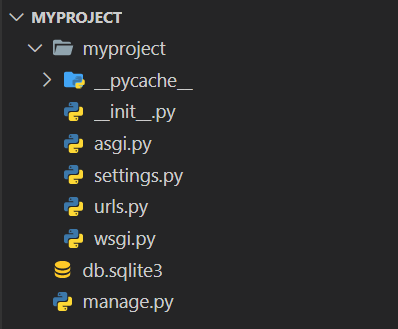 MYPROJECT
myproject
__pycache__
__init__.py
asgi.py
settings.py
urls.py
wsgi.py
db.sqlite3
manage.py